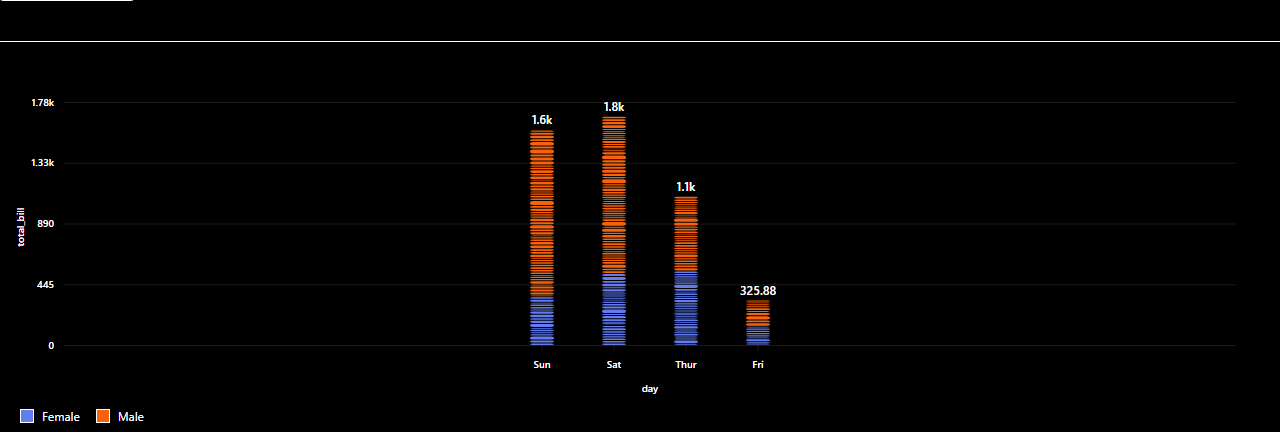 1.78k
1.33k
890
445
0
total_bill
1.6k
1.8k
1.1k
325.88
Sun Sat Thur Fri
day
Female Male